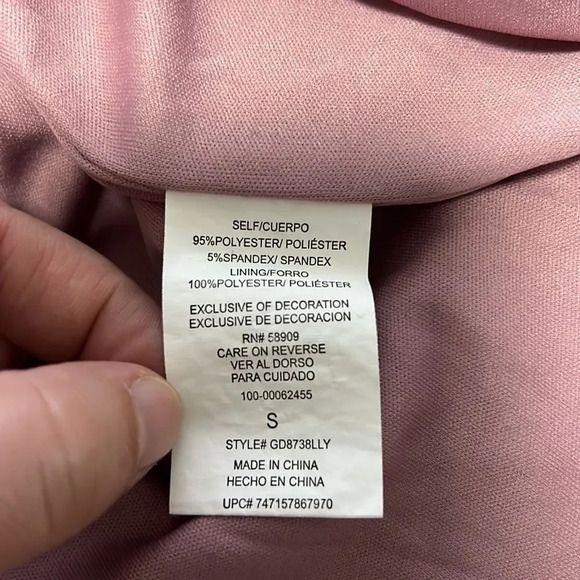 SELF/CUERPO
95%POLYESTER/ POLIÉSTER
5%SPANDEX/ SPANDEX
LINING/FORRO
100%POLYESTER/ POLIÉSTER
EXCLUSIVE OF DECORATION
EXCLUSIVE DE DECORACION
RN# 58909
CARE ON REVERSE
VER AL DORSO
PARA CUIDADO
100-00062455
S
STYLE# GD8738LLY
MADE IN CHINA
HECHO EN CHINA
UPC# 747157867970